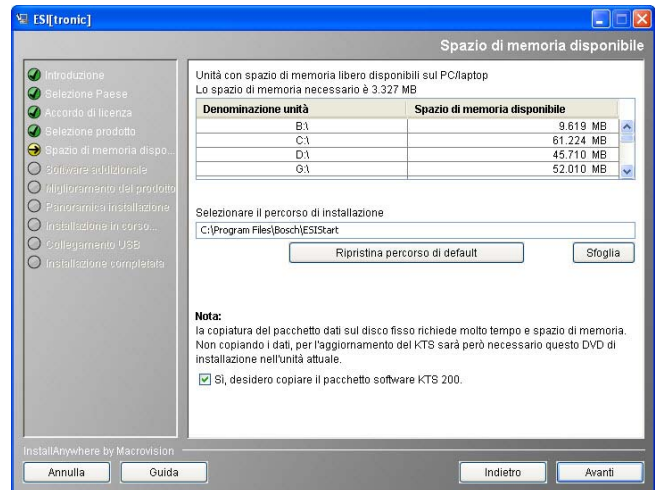 ESI[tronic]
Spazio di memoria disponibile
Introduzione
Selezione Paese
Accordo di licenza
Selezione prodotto
Spazio di memoria dispo...
Software addizionale
Miglioramento del prodotto
Panoramica installazione
Installazione in corso...
Collegamento USB
Installazione completata
Unità con spazio di memoria libero disponibili sul PC/laptop
Lo spazio di memoria necessario è 3.327 MB
Denominazione unità Spazio di memoria disponibile
B:\ 9.619 MB
C:\ 61.224 MB
D:\ 45.710 MB
G:\ 52.010 MB
Selezionare il percorso di installazione
C:\Program Files\Bosch\ESIStart
Ripristina percorso di default Sfoglia
Nota:
la copiatura del pacchetto dati sul disco fisso richiede molto tempo e spazio di memoria.
Non copiando i dati, per l'aggiornamento del KTS sarà però necessario questo DVD di
installazione nell'unità attuale.
Sì, desidero copiare il pacchetto software KTS 200.
InstallAnywhere by Macrovision
Annulla Guida Indietro Avanti